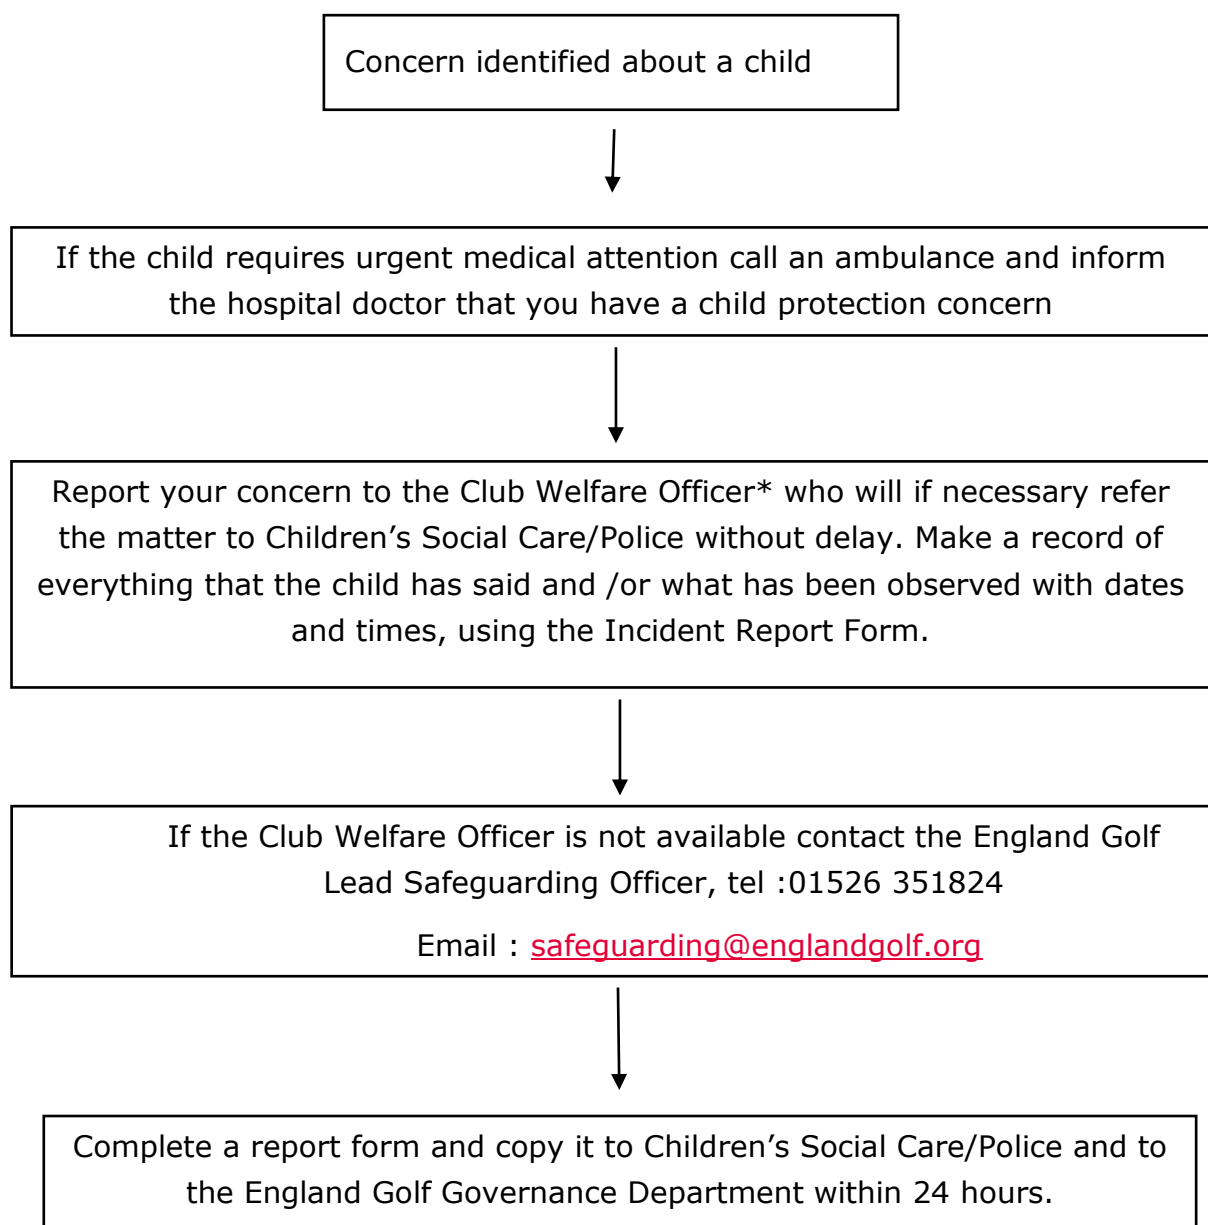 Concern identified about a child
If the child requires urgent medical attention call an ambulance and inform
the hospital doctor that you have a child protection concern
Report your concern to the Club Welfare Officer* who will if necessary refer
the matter to Children’s Social Care/Police without delay. Make a record of
everything that the child has said and /or what has been observed with dates
and times, using the Incident Report Form.
If the Club Welfare Officer is not available contact the England Golf
Lead Safeguarding Officer, tel :01526 351824
Email : safeguarding@englandgolf.org
Complete a report form and copy it to Children’s Social Care/Police and to
the England Golf Governance Department within 24 hours.